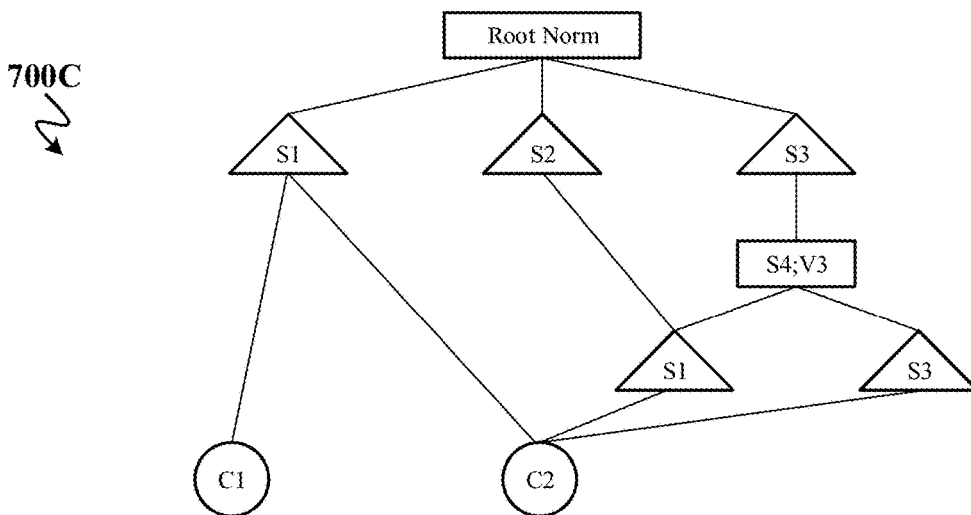 Root Norm
700C
S1
S2
S3
S4;V3
S1
S3
C1
C2